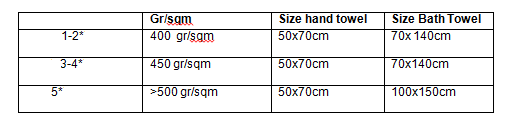 Gr/sqm Size hand towel Size Bath Towel
1-2* 400 gr/sqm 50x70cm 70x 140cm
3-4* 450 gr/sqm 50x70cm 70x140cm
5* >500 gr/sqm 50x70cm 100x150cm